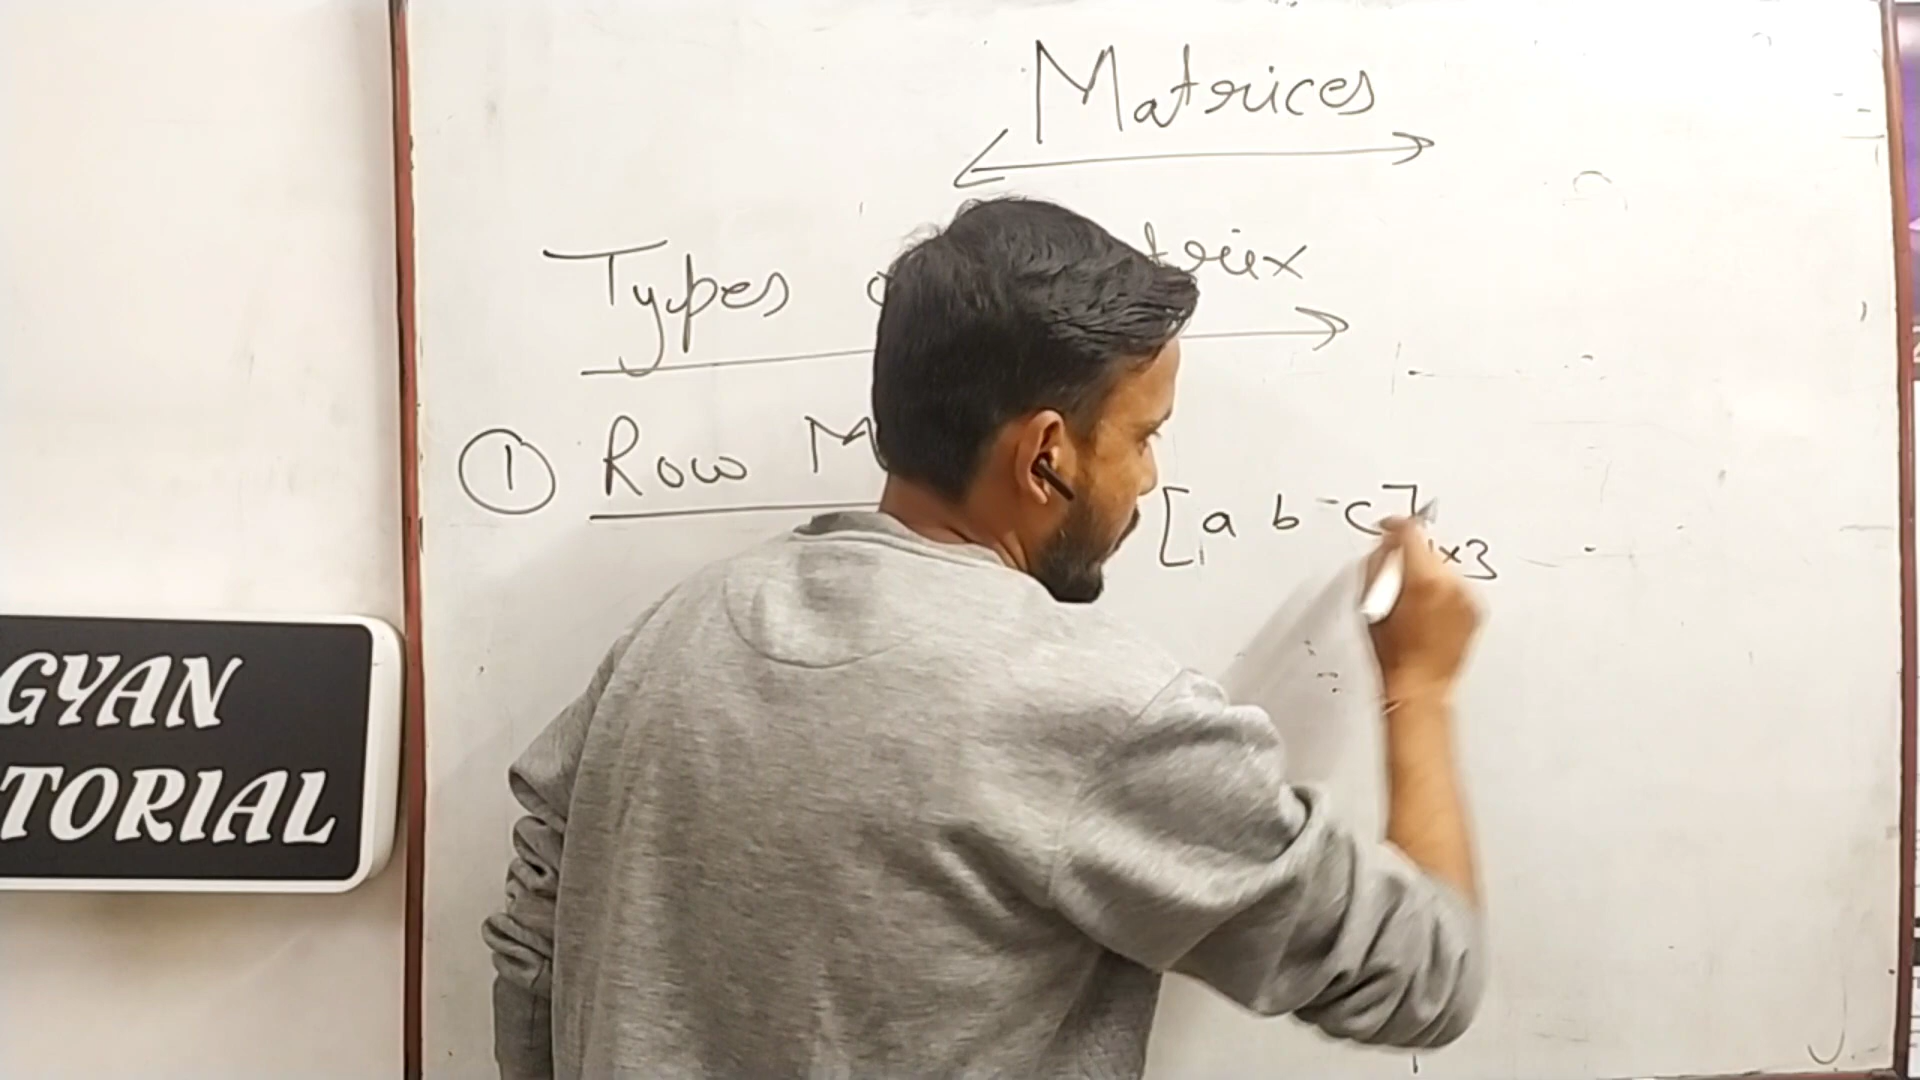 Matrices
Types
① Row
[a b c]1×3
GYAN
TORIAL